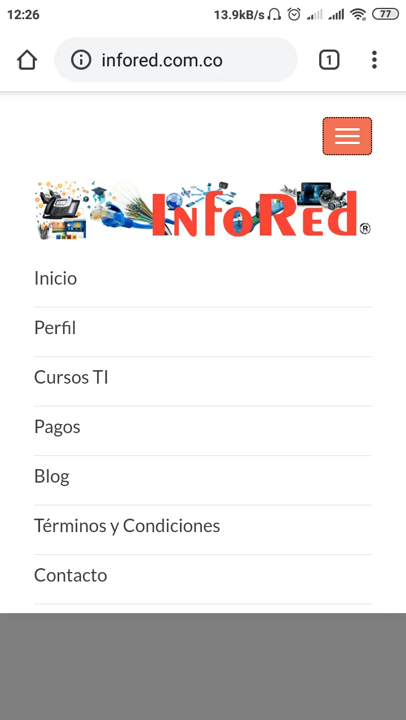 12:26 13.9kB/s 77
infored.com.co 1
InfoRed®
Inicio
Perfil
Cursos TI
Pagos
Blog
Términos y Condiciones
Contacto